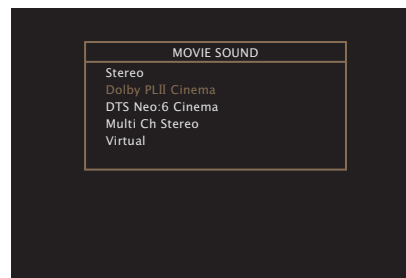 MOVIE SOUND
Stereo
Dolby PLII Cinema
DTS Neo:6 Cinema
Multi Ch Stereo
Virtual